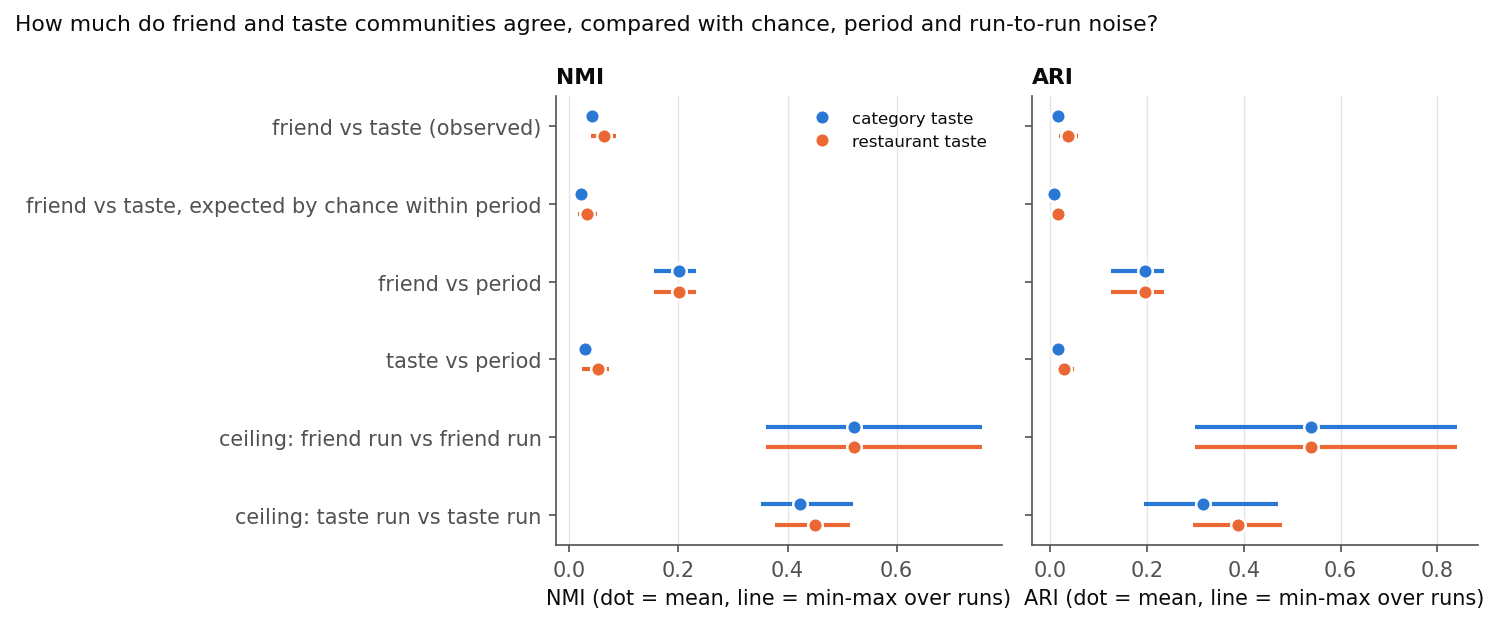 How much do friend and taste communities agree, compared with chance, period and run-to-run noise?
NMI
ARI
category taste
restaurant taste
friend vs taste (observed)
friend vs taste, expected by chance within period
friend vs period
taste vs period
ceiling: friend run vs friend run
ceiling: taste run vs taste run
0.0 0.2 0.4 0.6
0.0 0.2 0.4 0.6 0.8
NMI (dot = mean, line = min-max over runs)
ARI (dot = mean, line = min-max over runs)